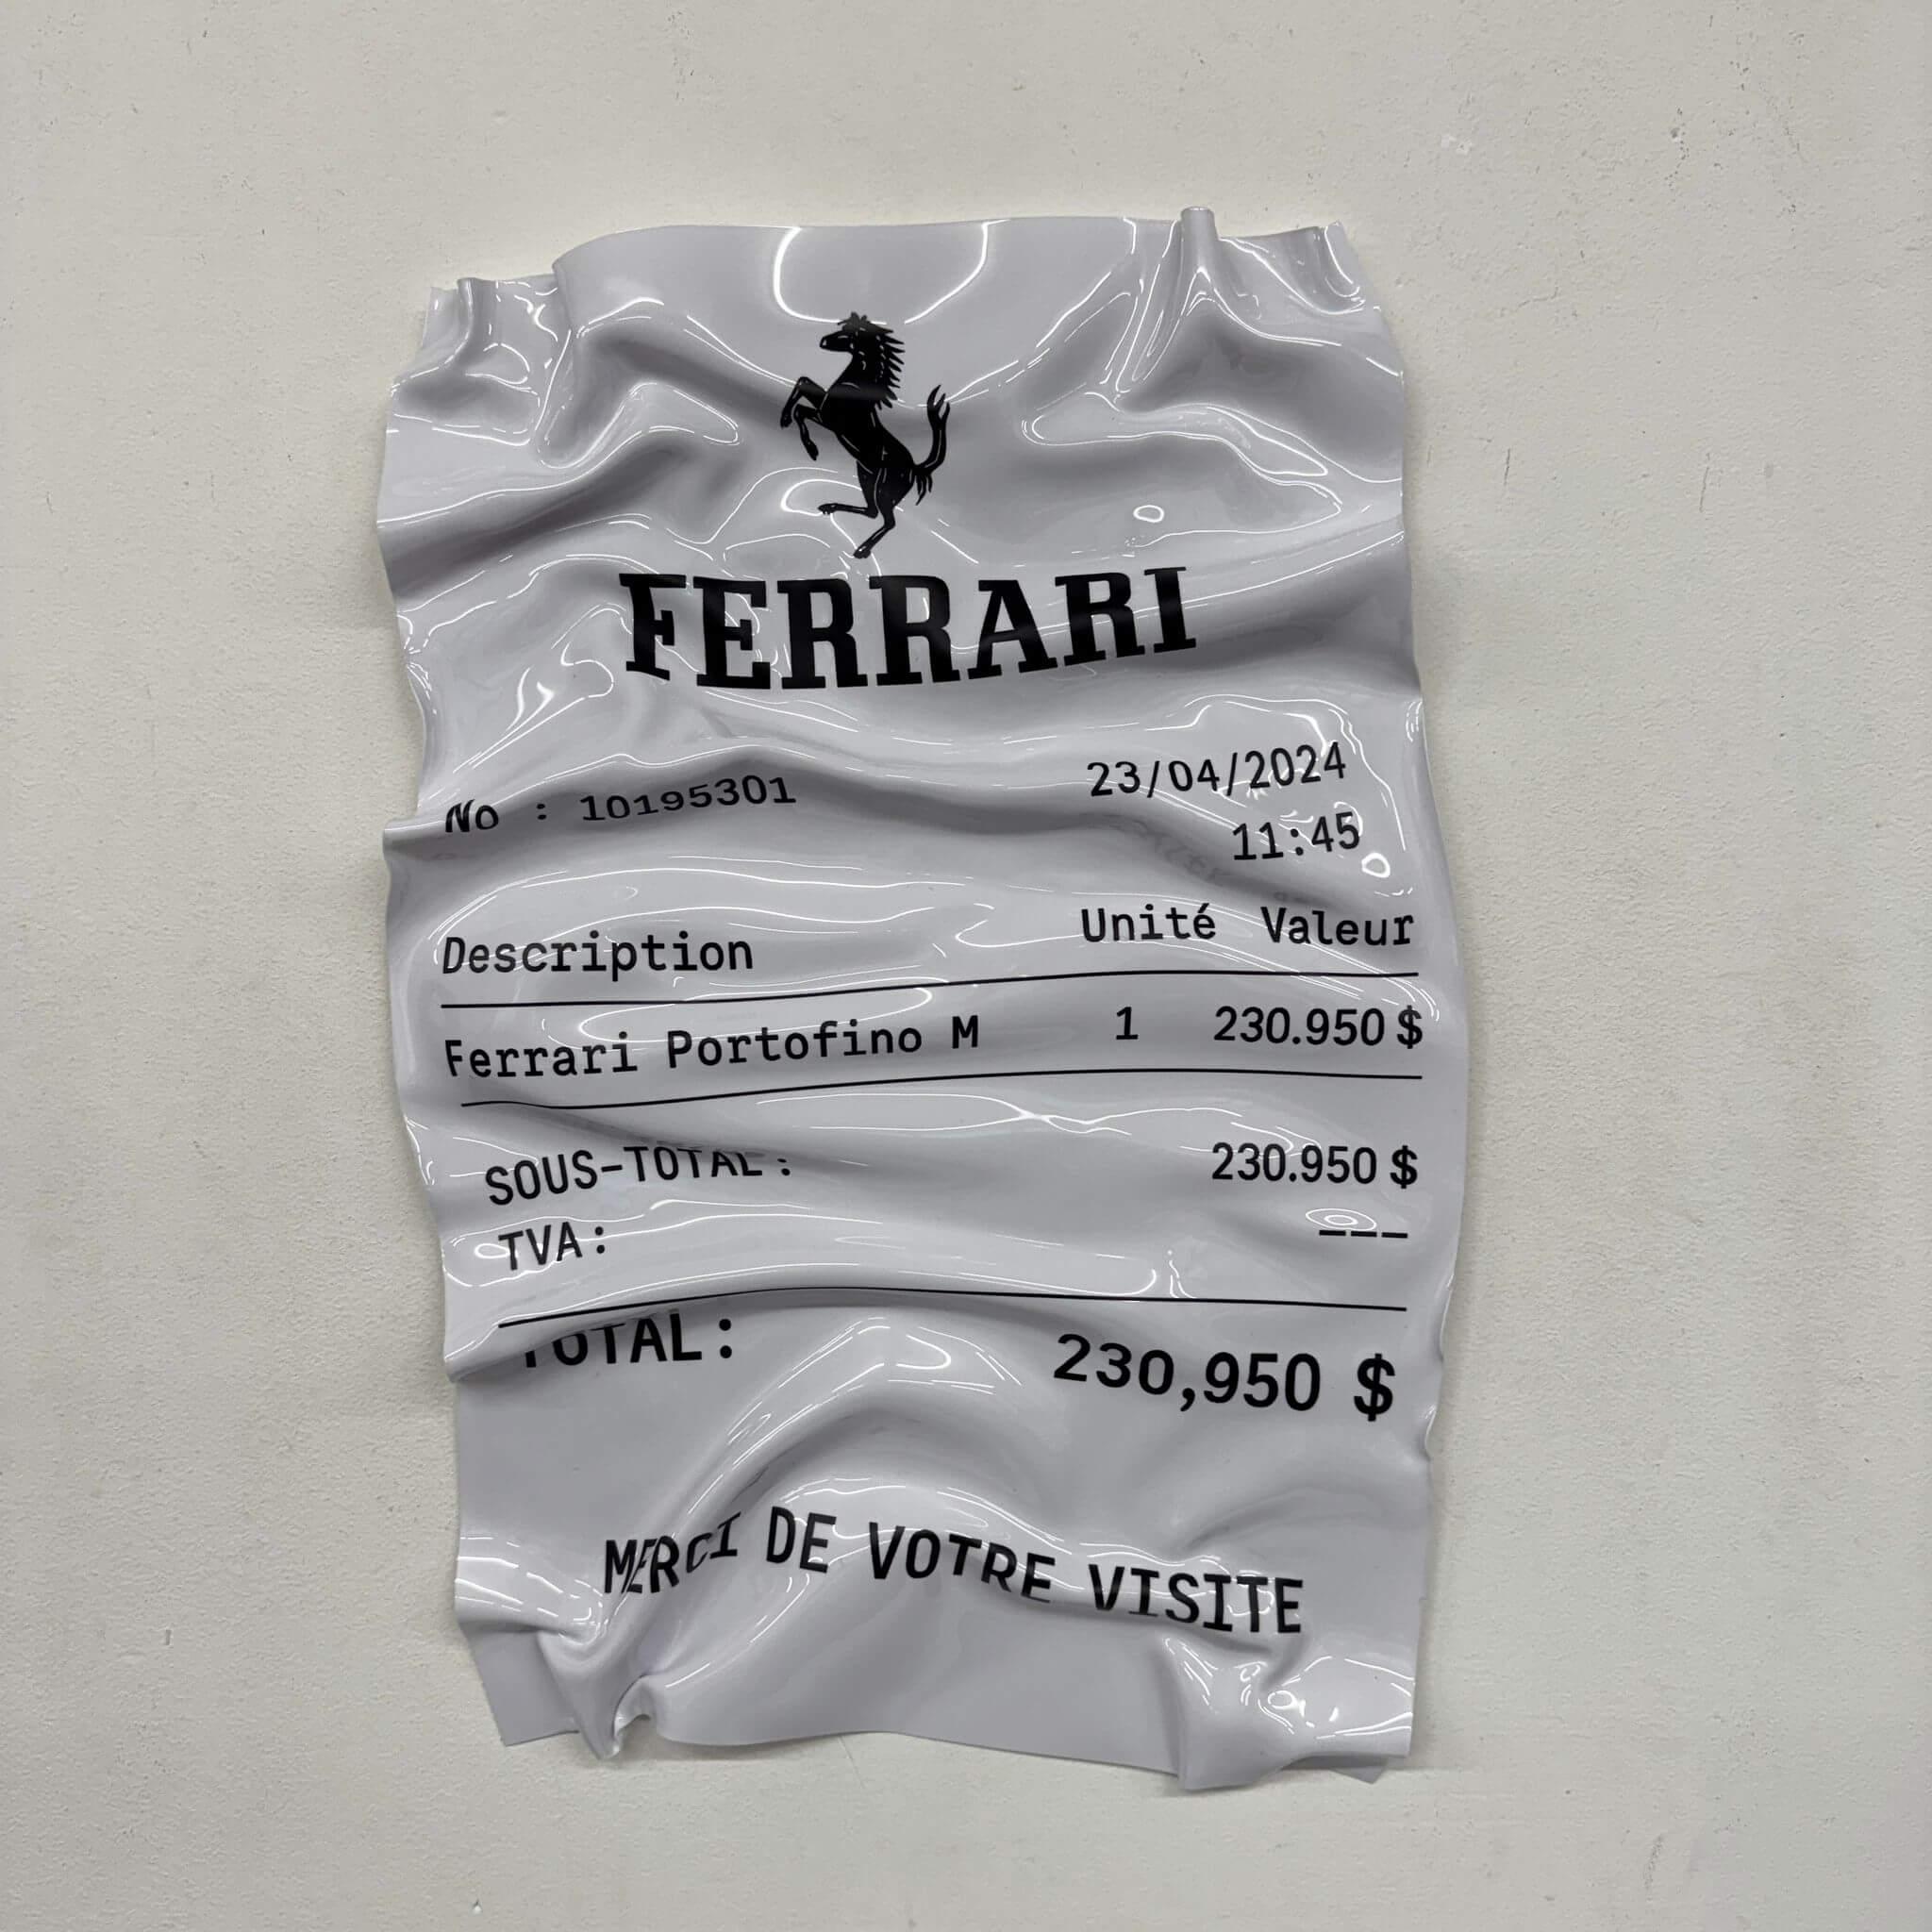 FERRARI
No : 10195301 23/04/2024
11:45
Description Unité Valeur
Ferrari Portofino M 1 230.950 $
SOUS-TOTAL: 230.950 $
TVA: ---
TOTAL: 230,950 $
MERCI DE VOTRE VISITE